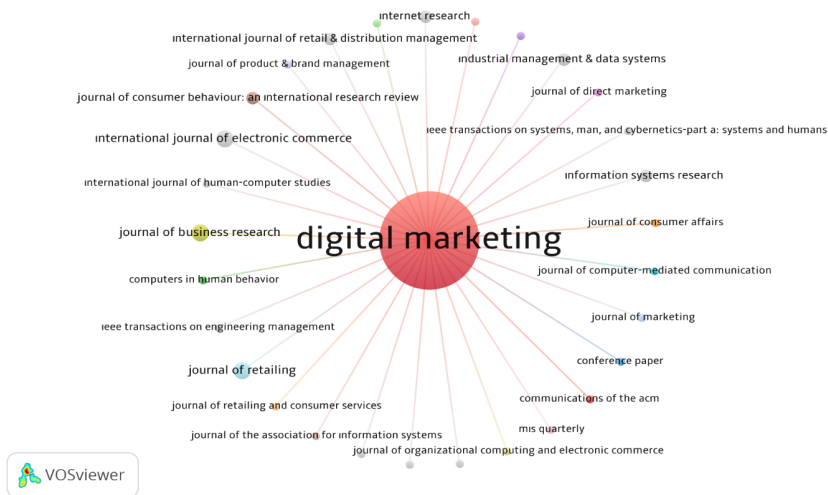 internet research
international journal of retail & distribution management
industrial management & data systems
journal of product & brand management
journal of direct marketing
journal of consumer behaviour: an international research review
ieee transactions on systems, man, and cybernetics-part a: systems and humans
international journal of electronic commerce
information systems research
international journal of human-computer studies
journal of consumer affairs
journal of business research
digital marketing
journal of computer-mediated communication
computers in human behavior
journal of marketing
ieee transactions on engineering management
conference paper
journal of retailing
communications of the acm
journal of retailing and consumer services
mis quarterly
journal of the association for information systems
journal of organizational computing and electronic commerce
VOSviewer